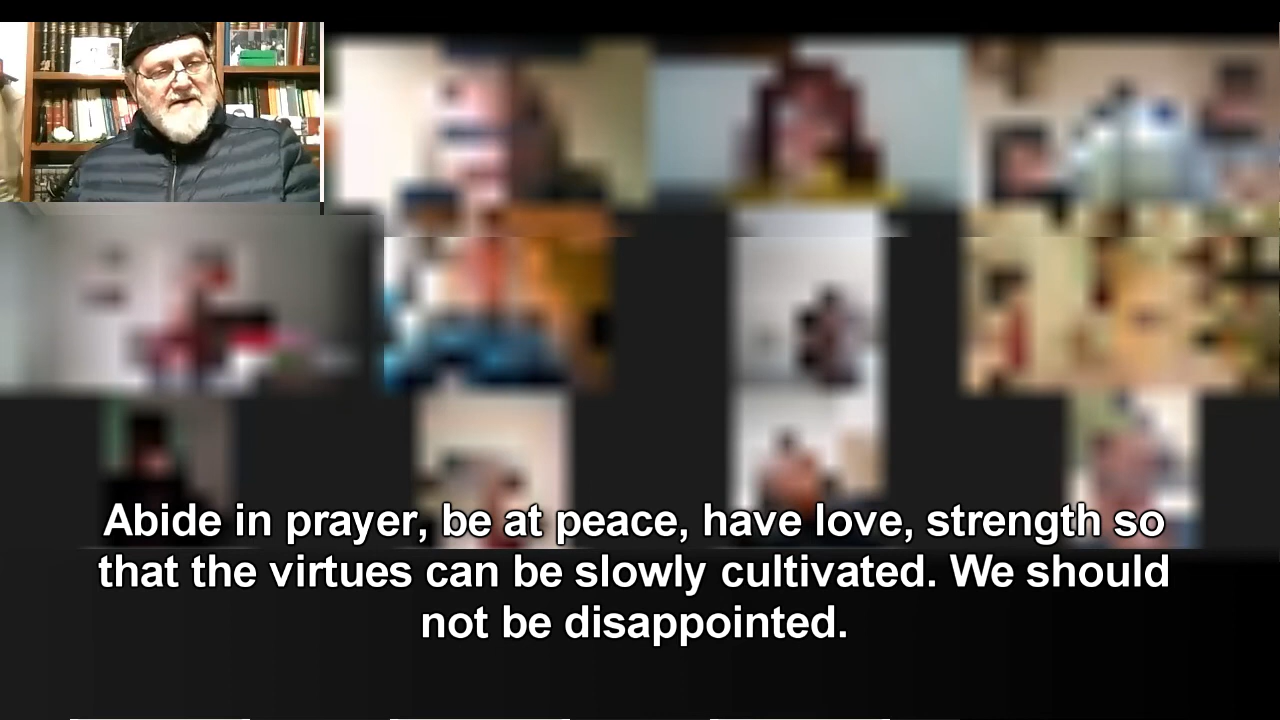 Abide in prayer, be at peace, have love, strength so
that the virtues can be slowly cultivated. We should
not be disappointed.